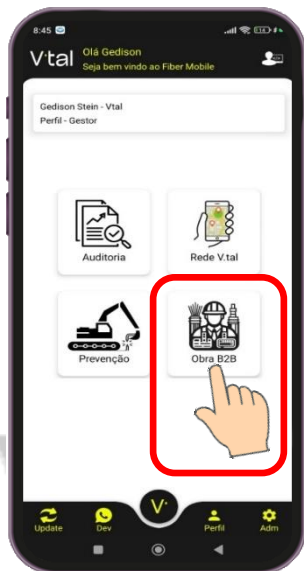 8:45
V·tal
Olá Gedison
Seja bem vindo ao Fiber Mobile
Gedison Stein - Vtal
Perfil - Gestor
Auditoria
Rede V.tal
Prevenção
Obra B2B
V·
Update
Dev
Perfil
Adm